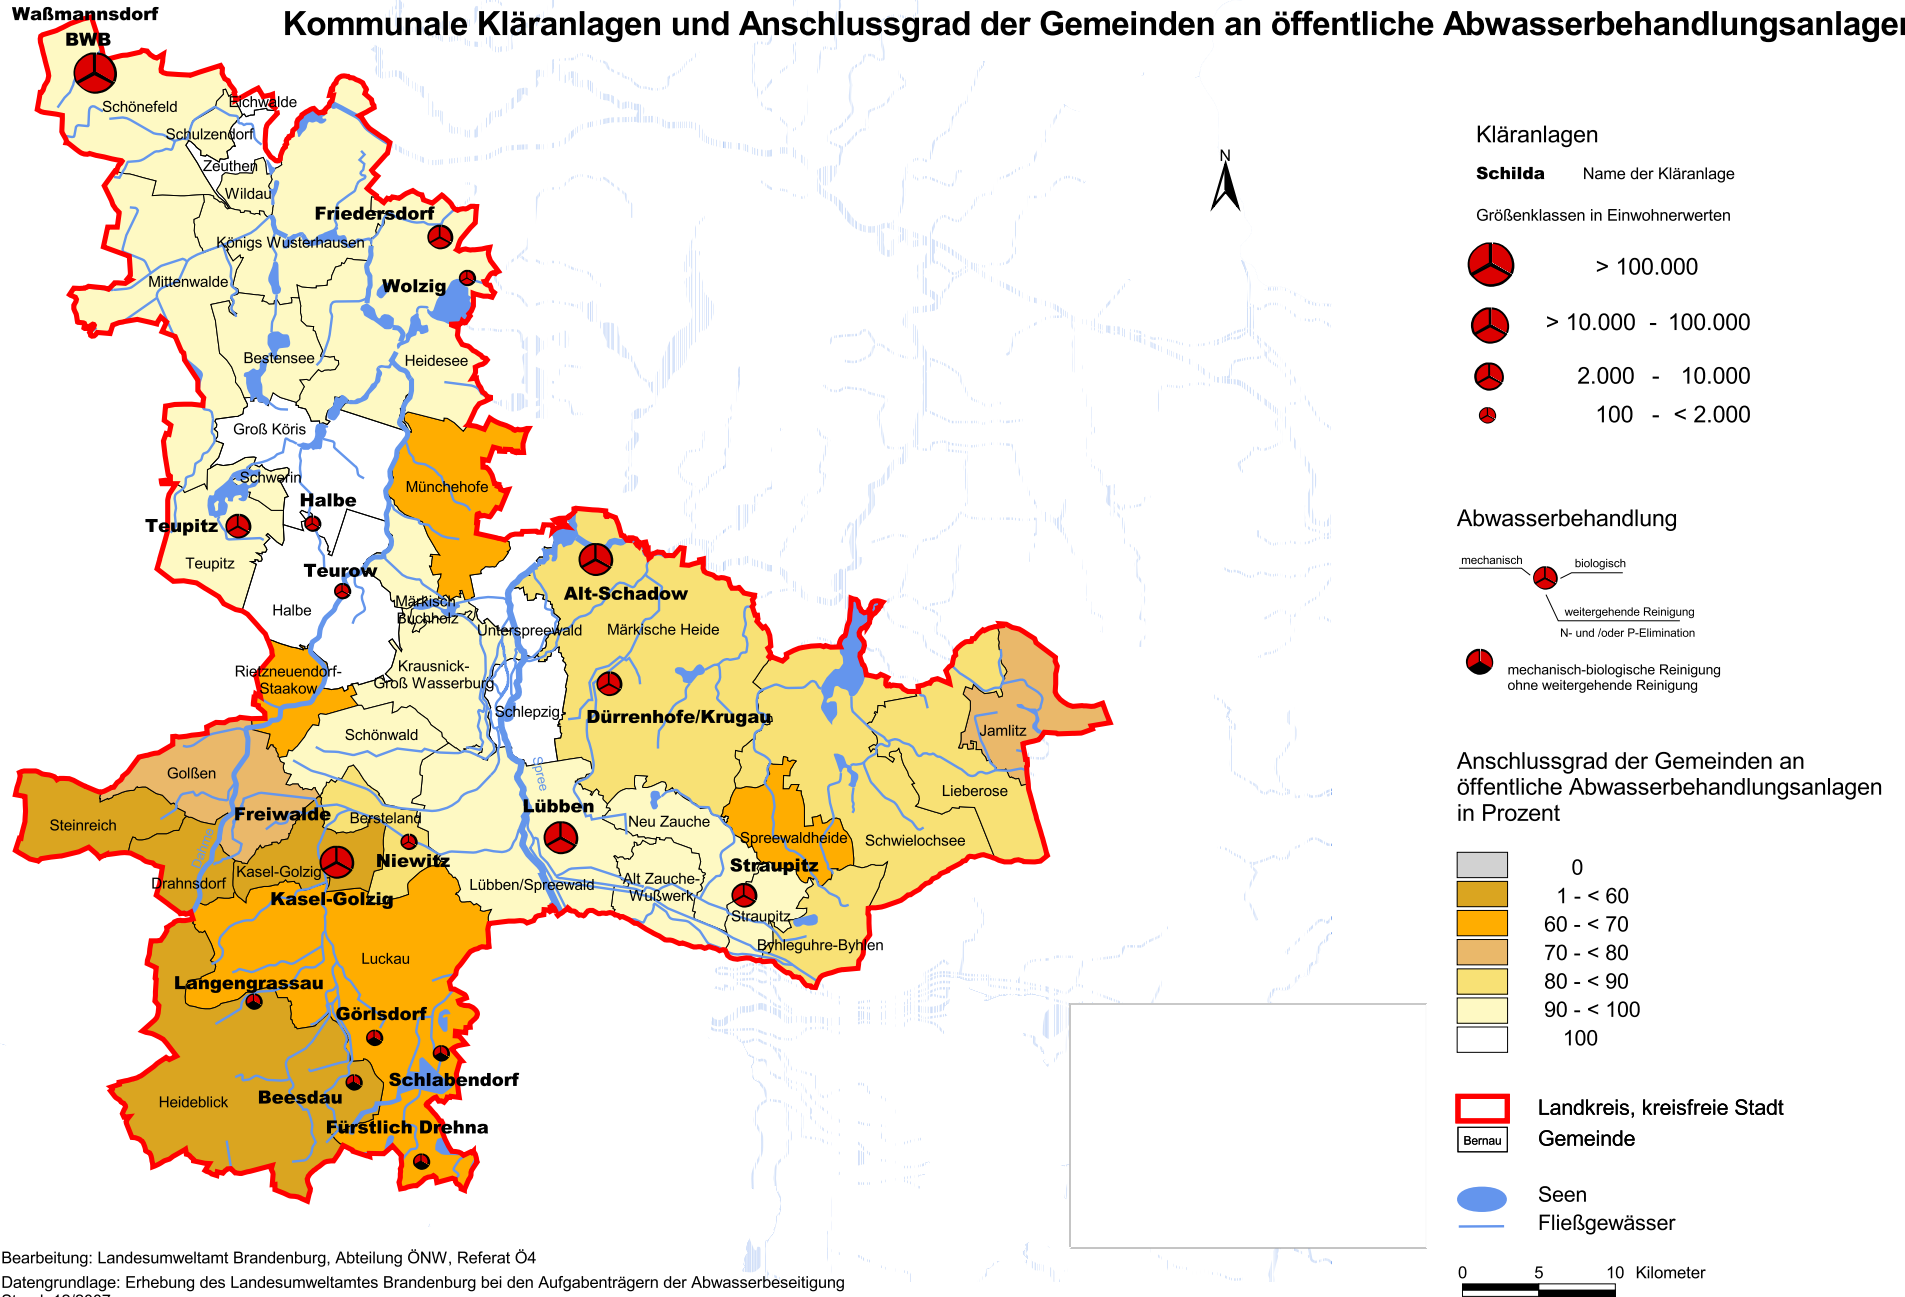 Kommunale Kläranlagen und Anschlussgrad der Gemeinden an öffentliche Abwasserbehandlungsanlagen
Waßmannsdorf
BWB
Schönefeld
Eichwalde
Schulzendorf
Zeuthen
Wildau
Friedersdorf
Königs Wusterhausen
Mittenwalde
Wolzig
Bestensee
Heidesee
Groß Köris
Schwerin
Münchehofe
Halbe
Teupitz
Teupitz
Teurow
Halbe
Märkisch
Buchholz
Alt-Schadow
Unterspreewald
Märkische Heide
Krausnick-
Groß Wasserburg
Rietzneuendorf-
Staakow
Schlepzig
Dürrenhofe/Krugau
Schönwald
Jamlitz
Golßen
Spree
Lieberose
Lübben
Freiwalde
Bersteland
Neu Zauche
Steinreich
Spreewaldheide
Schwielochsee
Dahme
Niewitz
Straupitz
Kasel-Golzig
Drahnsdorf
Lübben/Spreewald
Alt Zauche-
Wußwerk
Kasel-Golzig
Straupitz
Byhleguhre-Byhlen
Luckau
Langengrassau
Görlsdorf
Schlabendorf
Beesdau
Heideblick
Fürstlich Drehna
N
Kläranlagen
Schilda Name der Kläranlage
Größenklassen in Einwohnerwerten
> 100.000
> 10.000 - 100.000
2.000 - 10.000
100 - < 2.000
Abwasserbehandlung
mechanisch
biologisch
weitergehende Reinigung
N- und /oder P-Elimination
mechanisch-biologische Reinigung
ohne weitergehende Reinigung
Anschlussgrad der Gemeinden an
öffentliche Abwasserbehandlungsanlagen
in Prozent
0
1 - < 60
60 - < 70
70 - < 80
80 - < 90
90 - < 100
100
Landkreis, kreisfreie Stadt
Bernau Gemeinde
Seen
Fließgewässer
0 5 10 Kilometer
Bearbeitung: Landesumweltamt Brandenburg, Abteilung ÖNW, Referat Ö4
Datengrundlage: Erhebung des Landesumweltamtes Brandenburg bei den Aufgabenträgern der Abwasserbeseitigung